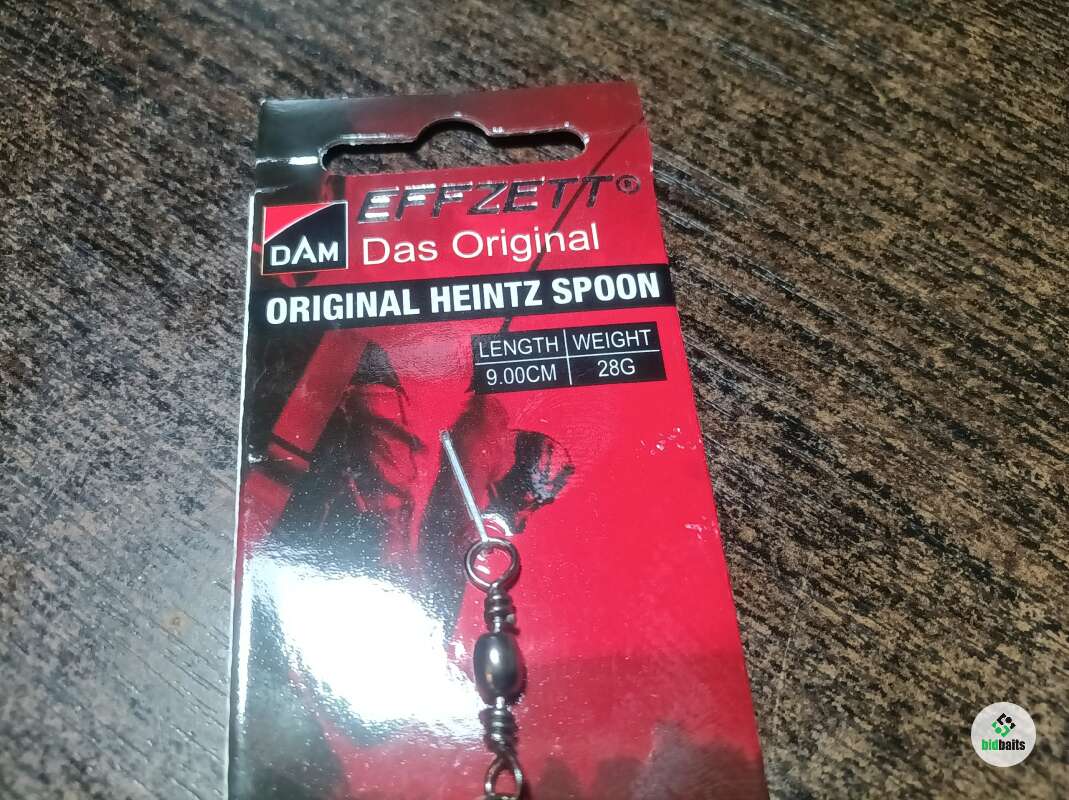 EFFZETT®
DAM
Das Original
ORIGINAL HEINTZ SPOON
LENGTH WEIGHT
9.00CM 28G
bidbaits